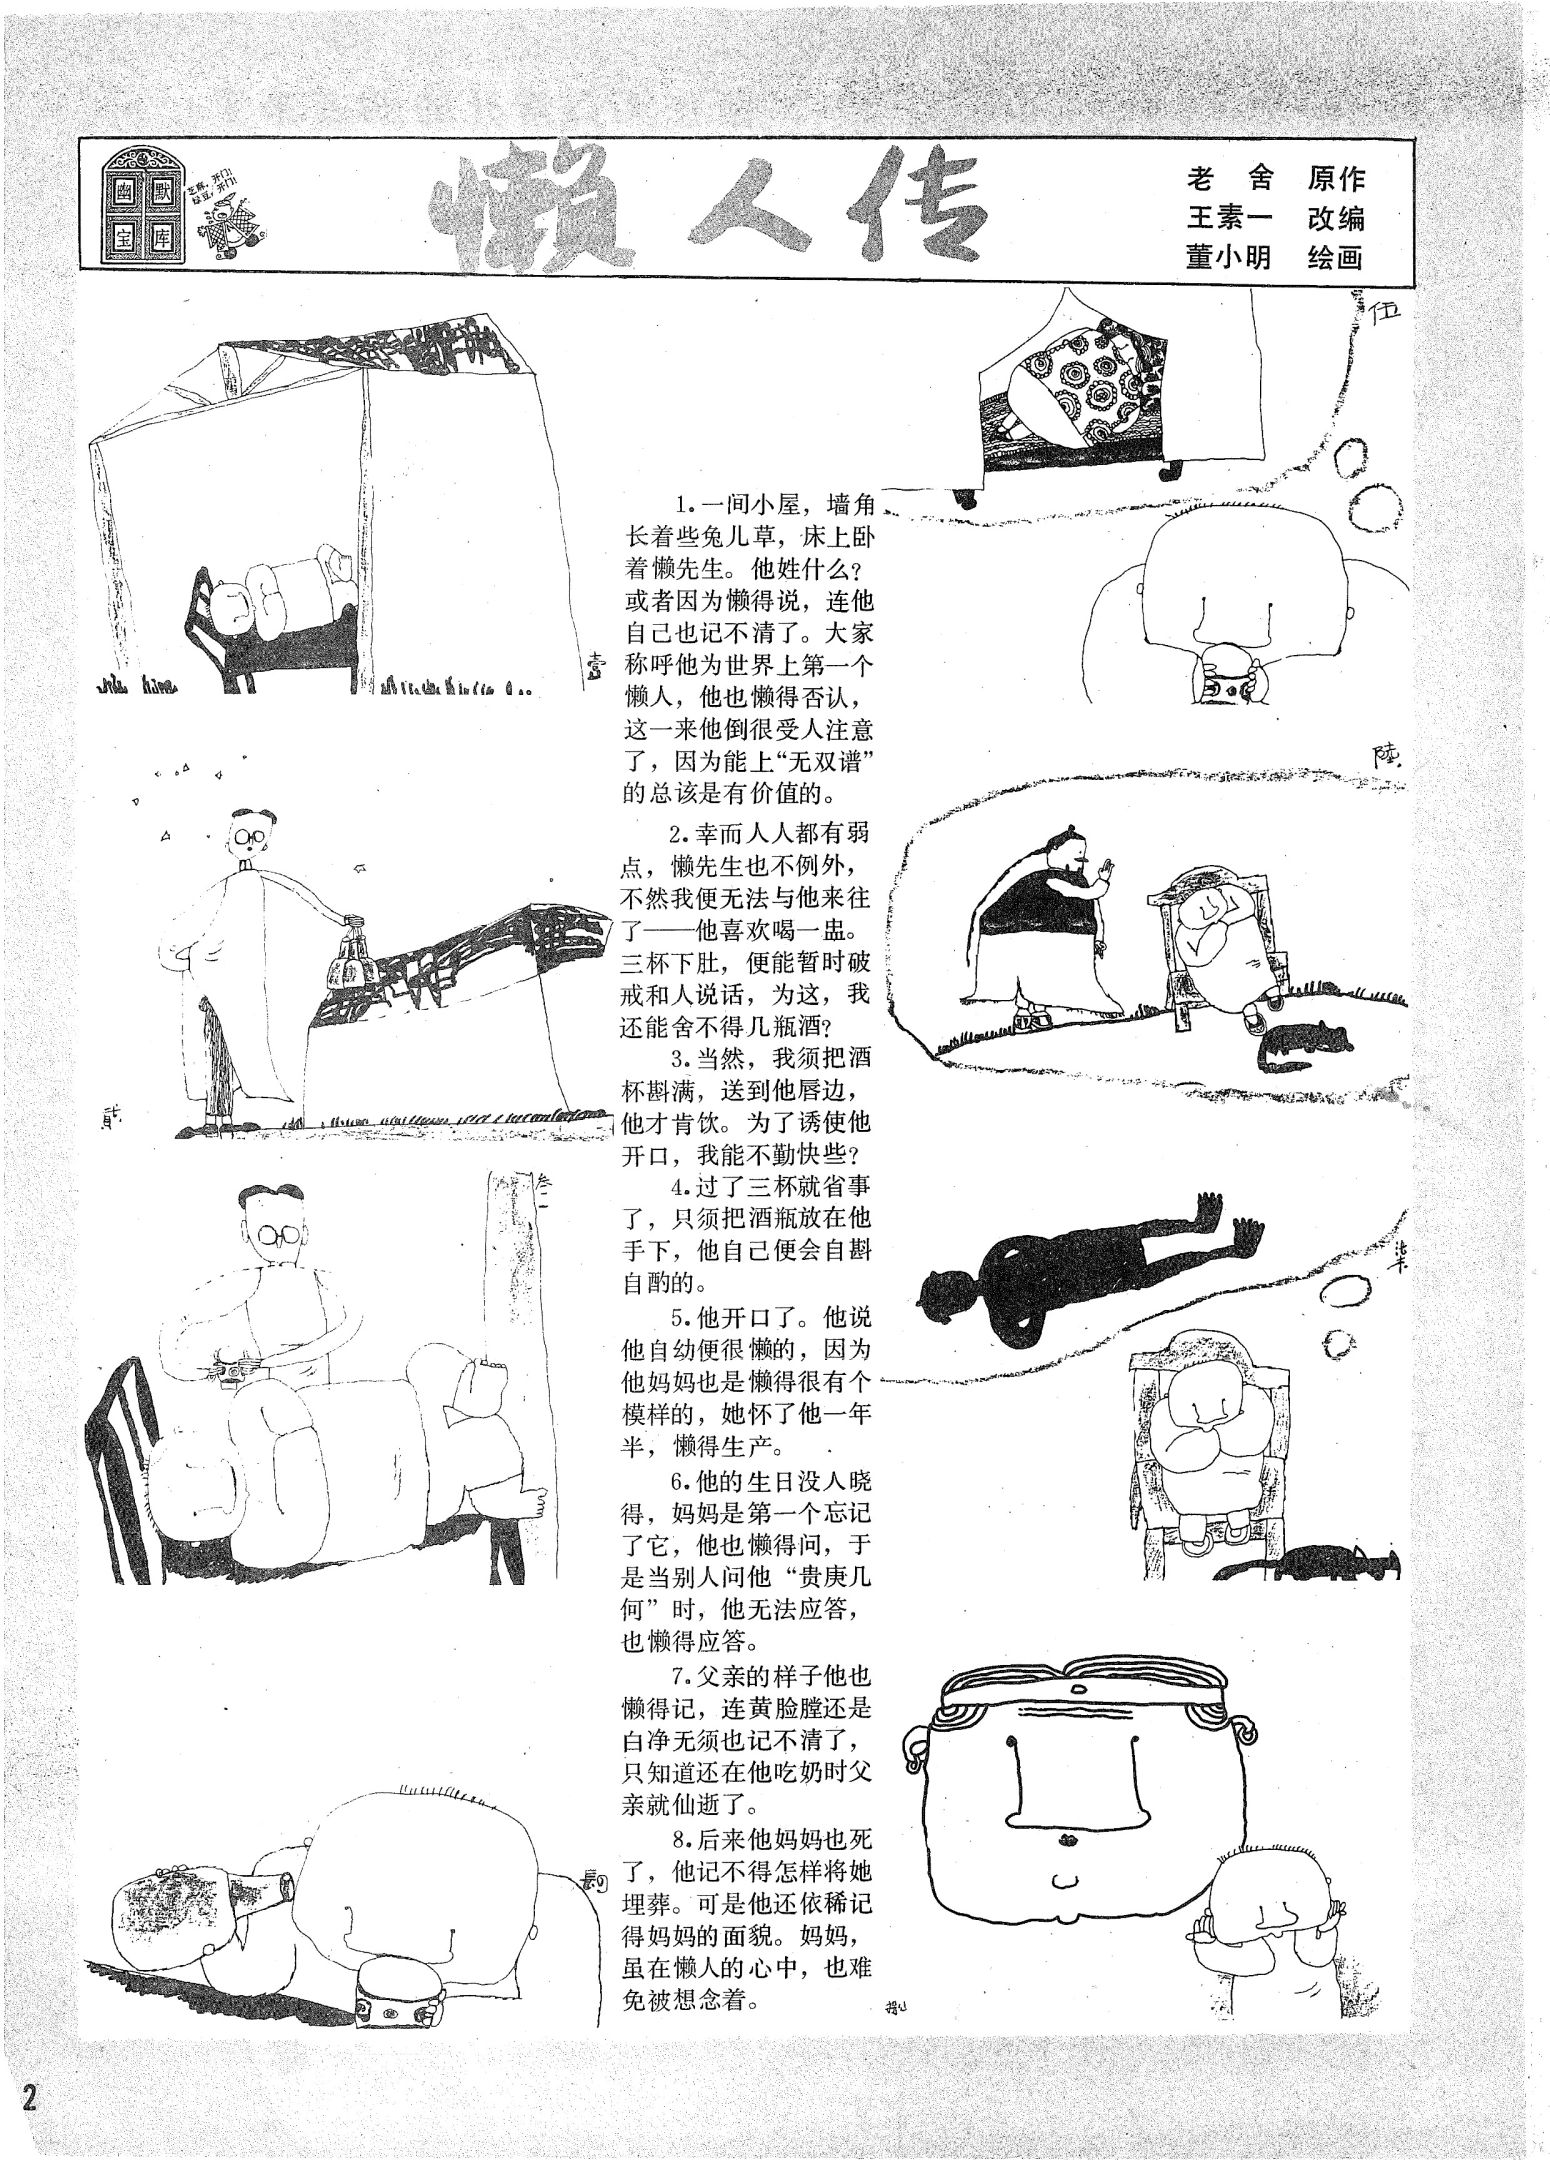 幽默
宝库
芝麻，开门！
绿豆，开门！
懒人传
老舍 原作
王素一 改编
董小明 绘画
1.一间小屋，墙角
长着些兔儿草，床上卧
着懒先生。他姓什么？
或者因为懒得说，连他
自己也记不清了。大家
称呼他为世界上第一个
懒人，他也懒得否认，
这一来他倒很受人注意
了，因为能上“无双谱”
的总该是有价值的。
2.幸而人人都有弱
点，懒先生也不例外，
不然我便无法与他来往
了——他喜欢喝一盅。
三杯下肚，便能暂时破
戒和人说话，为这，我
还能舍不得几瓶酒？
3.当然，我须把酒
杯斟满，送到他唇边，
他才肯饮。为了诱使他
开口，我能不勤快些？
4.过了三杯就省事
了，只须把酒瓶放在他
手下，他自己便会自斟
自酌的。
5.他开口了。他说
他自幼便很懒的，因为
他妈妈也是懒得很有个
模样的，她怀了他一年
半，懒得生产。
6.他的生日没人晓
得，妈妈是第一个忘记
了它，他也懒得问，于
是当别人问他“贵庚几
何”时，他无法应答，
也懒得应答。
7.父亲的样子他也
懒得记，连黄脸膛还是
白净无须也记不清了，
只知道还在他吃奶时父
亲就仙逝了。
8.后来他妈妈也死
了，他记不得怎样将她
埋葬。可是他还依稀记
得妈妈的面貌。妈妈，
虽在懒人的心中，也难
免被想念着。
壹
贰
叁
伍
陸
柒
2